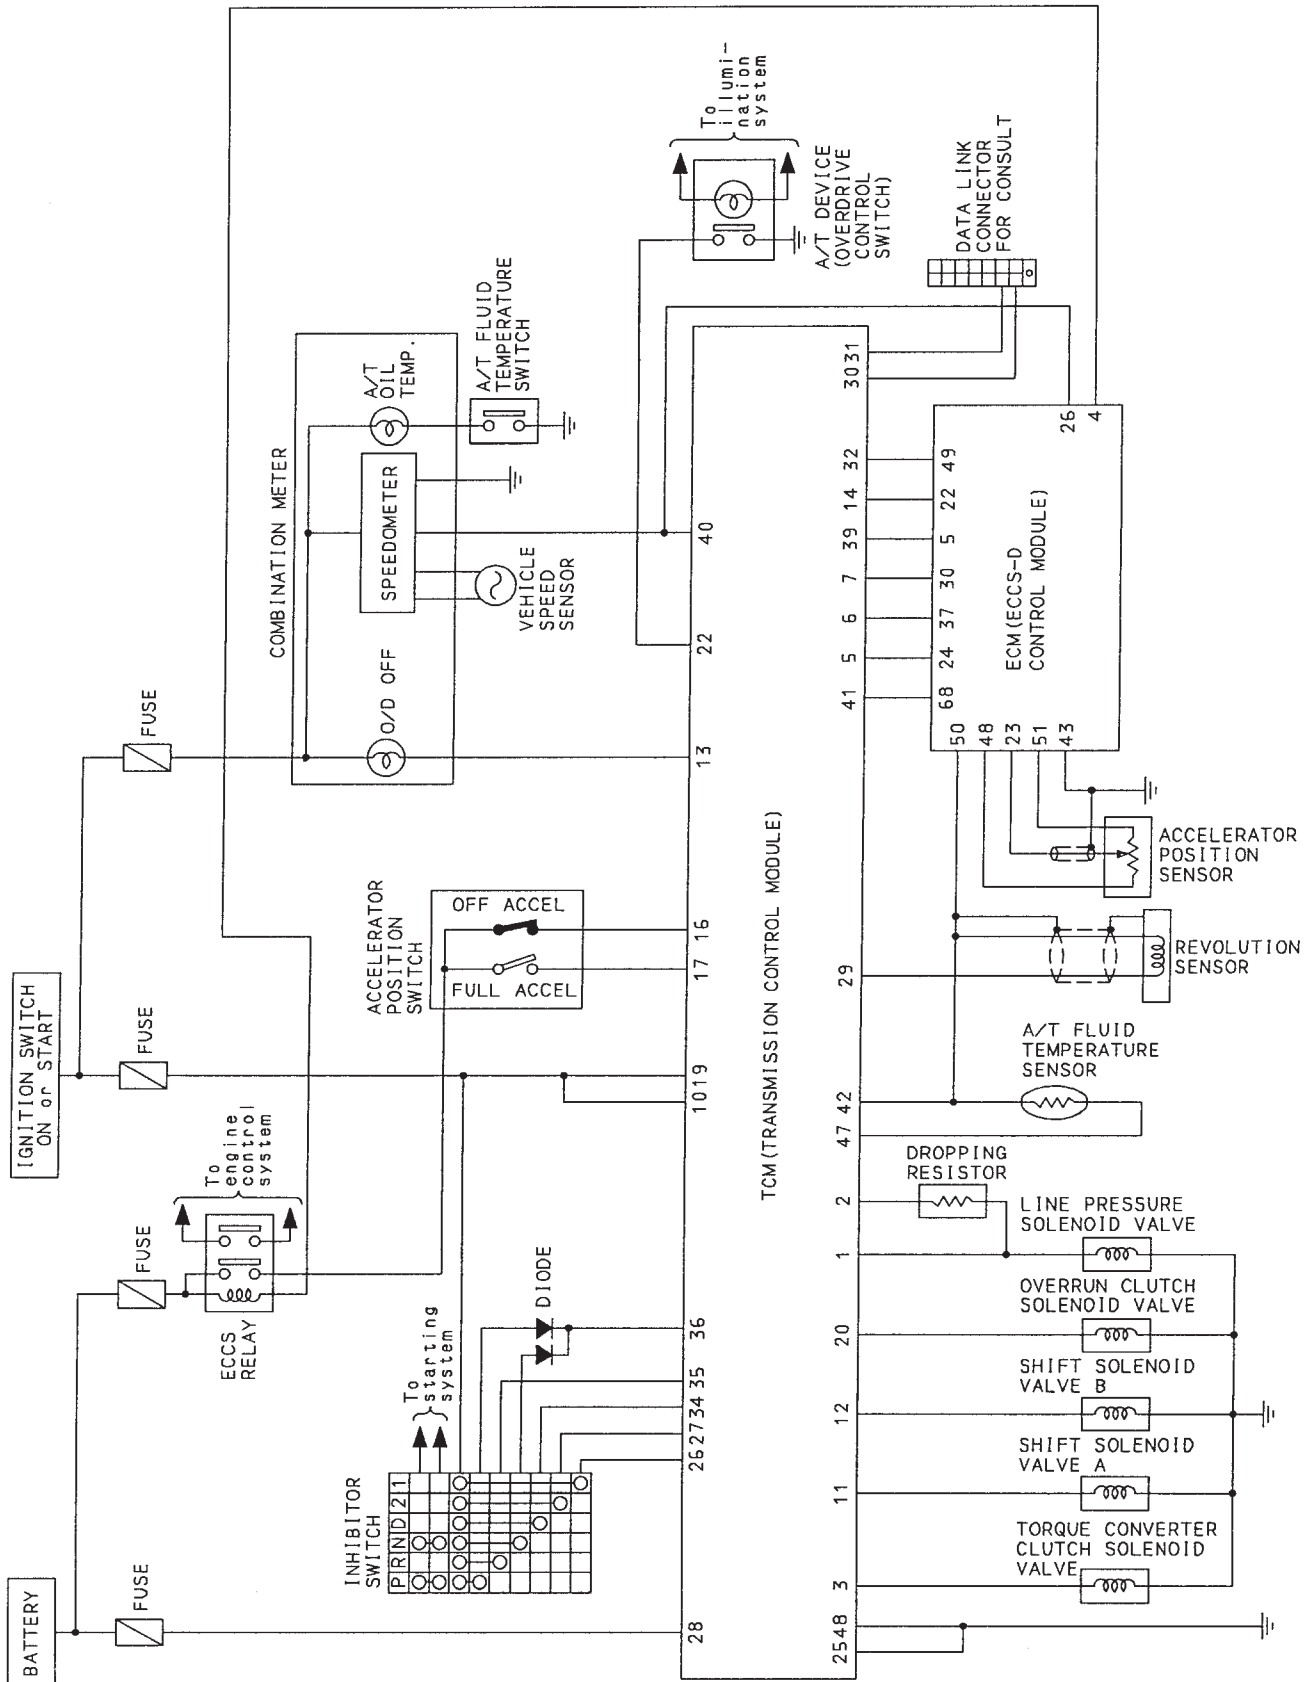 BATTERY
FUSE
FUSE
ECCS
RELAY
To
engine
control
system
IGNITION SWITCH
ON or START
FUSE
FUSE
COMBINATION METER
O/D OFF
SPEEDOMETER
A/T
OIL
TEMP.
VEHICLE
SPEED
SENSOR
A/T FLUID
TEMPERATURE
SWITCH
To
illumi-
nation
system
A/T DEVICE
(OVERDRIVE
CONTROL
SWITCH)
DATA LINK
CONNECTOR
FOR CONSULT
ACCELERATOR
POSITION
SWITCH
OFF ACCEL
FULL ACCEL
INHIBITOR
SWITCH
P R N D 2 1
To
starting
system
DIODE
28
26 27 34 35 36
10 19
17 16
13
22
40
TCM(TRANSMISSION CONTROL MODULE)
25 48
3
11
12
20
1
2
47 42
29
41 5 6 7 39 14 32
30 31
68 24 37 30 5 22 49
26
4
ECM(ECCS-D
CONTROL MODULE)
50
48
23
51
43
ACCELERATOR
POSITION
SENSOR
REVOLUTION
SENSOR
A/T FLUID
TEMPERATURE
SENSOR
DROPPING
RESISTOR
LINE PRESSURE
SOLENOID VALVE
OVERRUN CLUTCH
SOLENOID VALVE
SHIFT SOLENOID
VALVE B
SHIFT SOLENOID
VALVE A
TORQUE CONVERTER
CLUTCH SOLENOID
VALVE